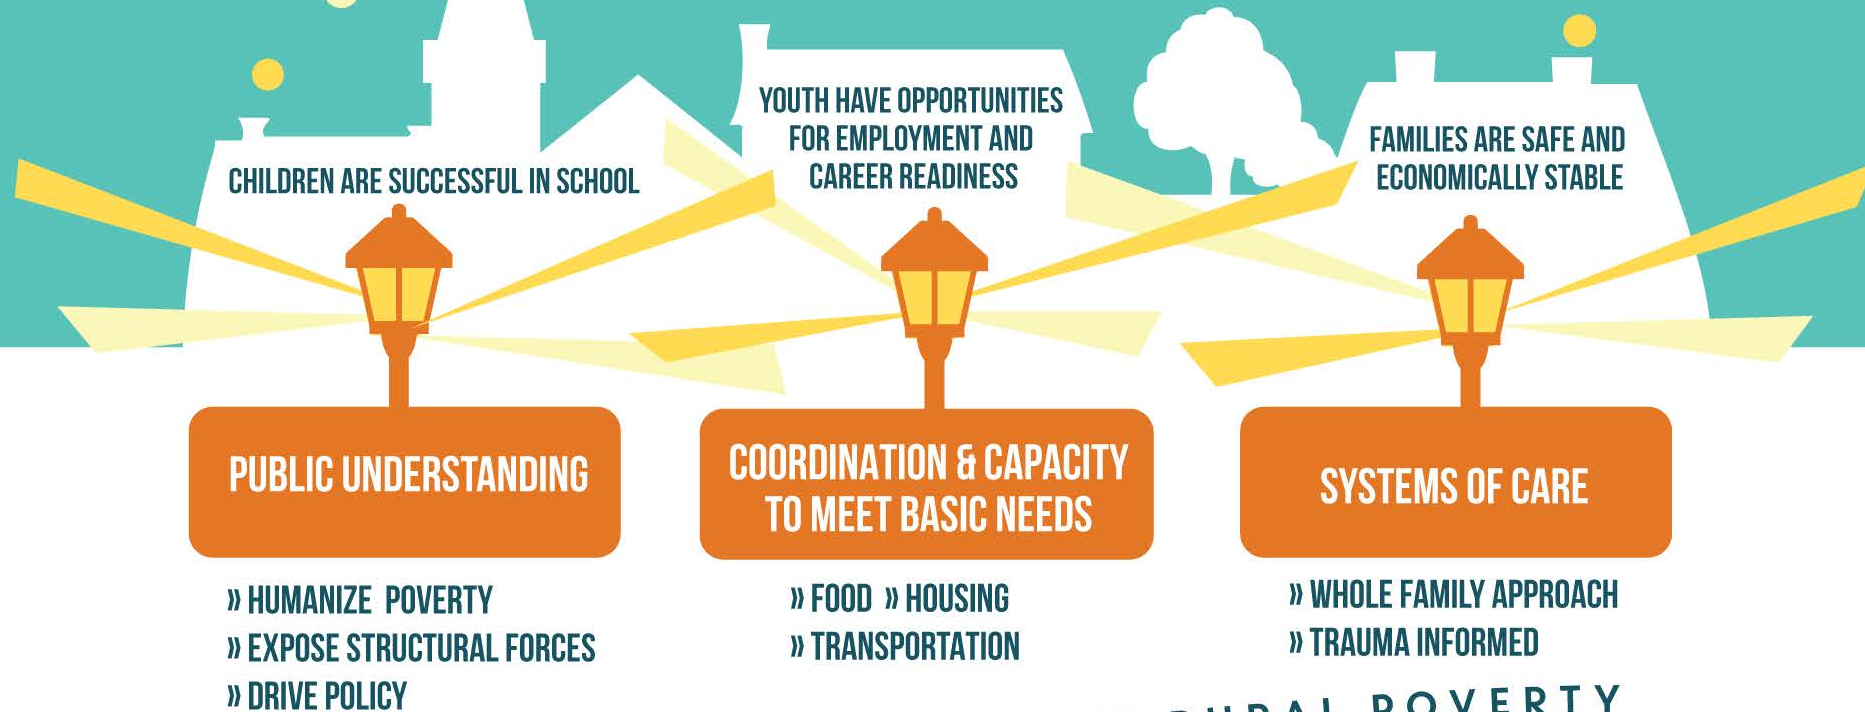 CHILDREN ARE SUCCESSFUL IN SCHOOL
YOUTH HAVE OPPORTUNITIES
FOR EMPLOYMENT AND
CAREER READINESS
FAMILIES ARE SAFE AND
ECONOMICALLY STABLE
PUBLIC UNDERSTANDING
» HUMANIZE POVERTY
» EXPOSE STRUCTURAL FORCES
» DRIVE POLICY
COORDINATION & CAPACITY
TO MEET BASIC NEEDS
» FOOD » HOUSING
» TRANSPORTATION
SYSTEMS OF CARE
» WHOLE FAMILY APPROACH
» TRAUMA INFORMED
RURAL POVERTY